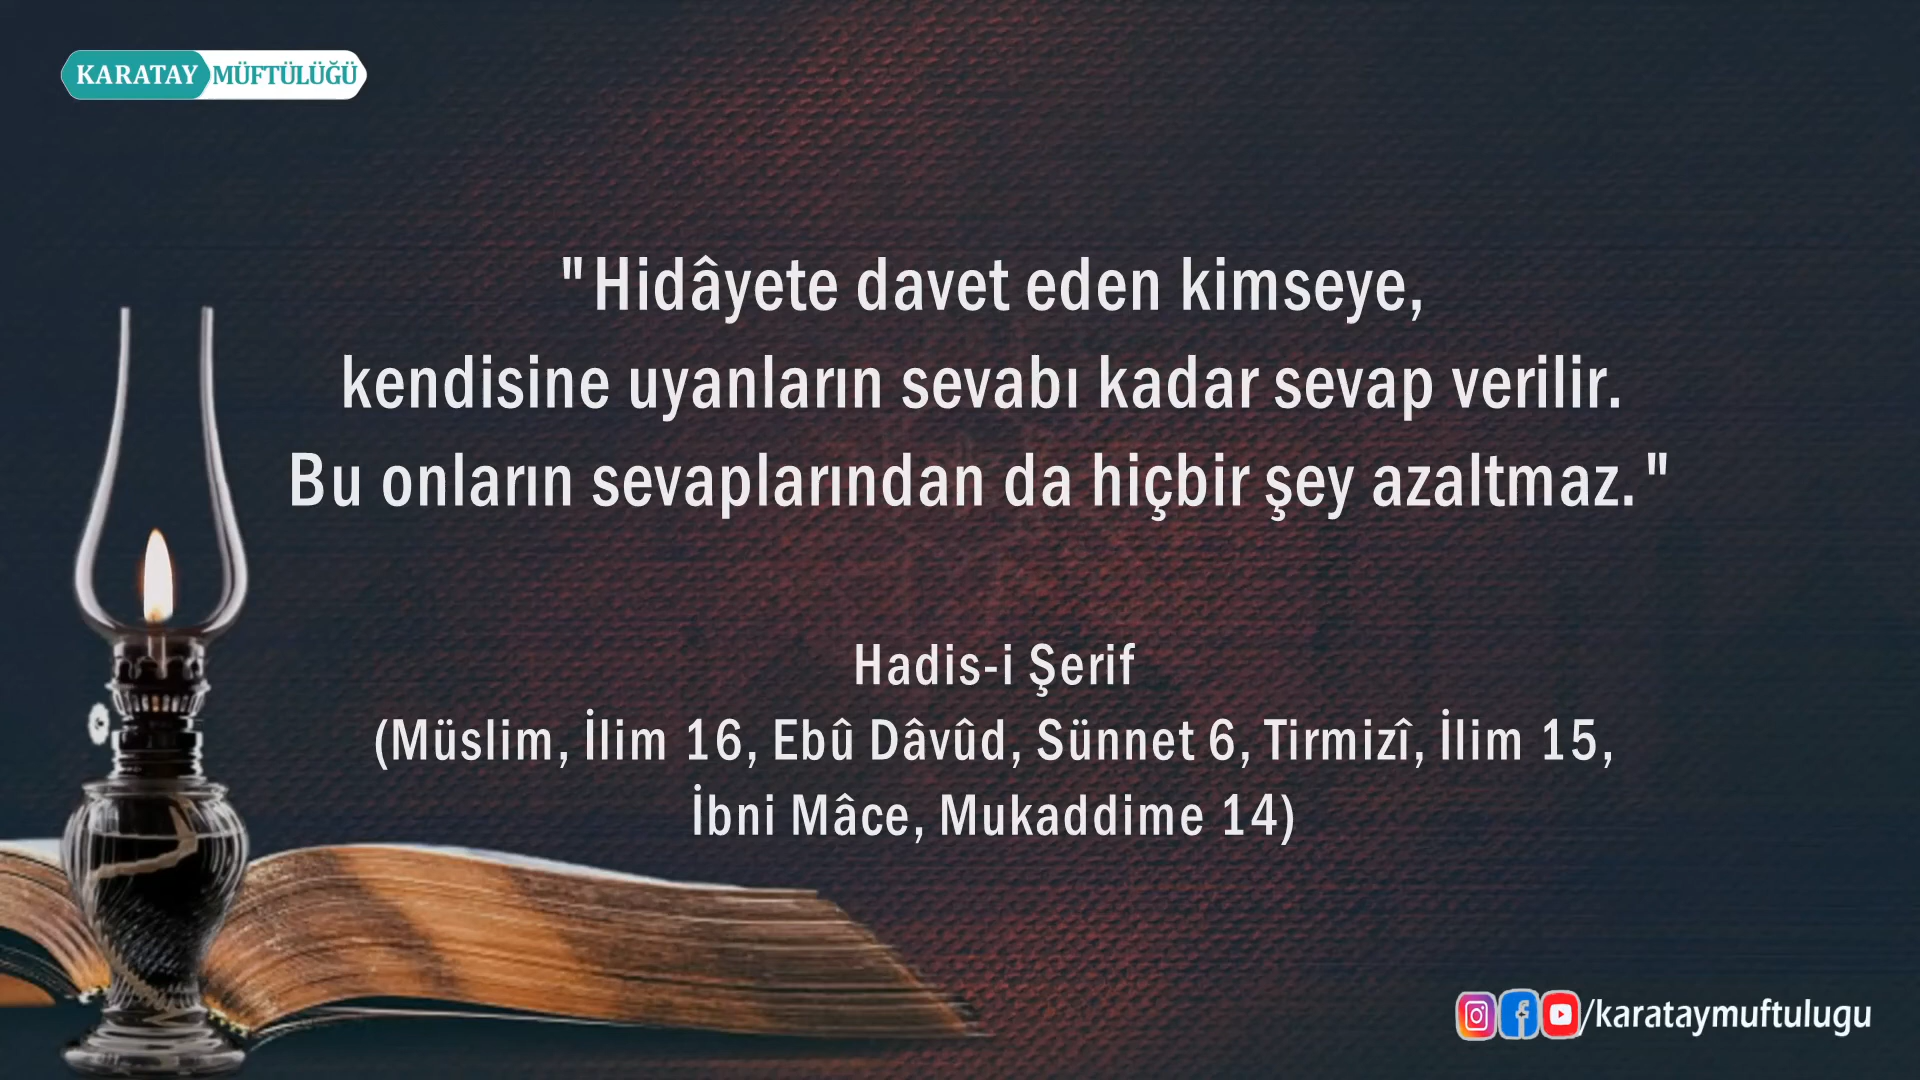 KARATAY MÜFTÜLÜĞÜ
"Hidâyete davet eden kimseye,
kendisine uyanların sevabı kadar sevap verilir.
Bu onların sevaplarından da hiçbir şey azaltmaz."
Hadis-i Şerif
(Müslim, İlim 16, Ebû Dâvûd, Sünnet 6, Tirmizî, İlim 15,
İbni Mâce, Mukaddime 14)
/karataymuftulugu